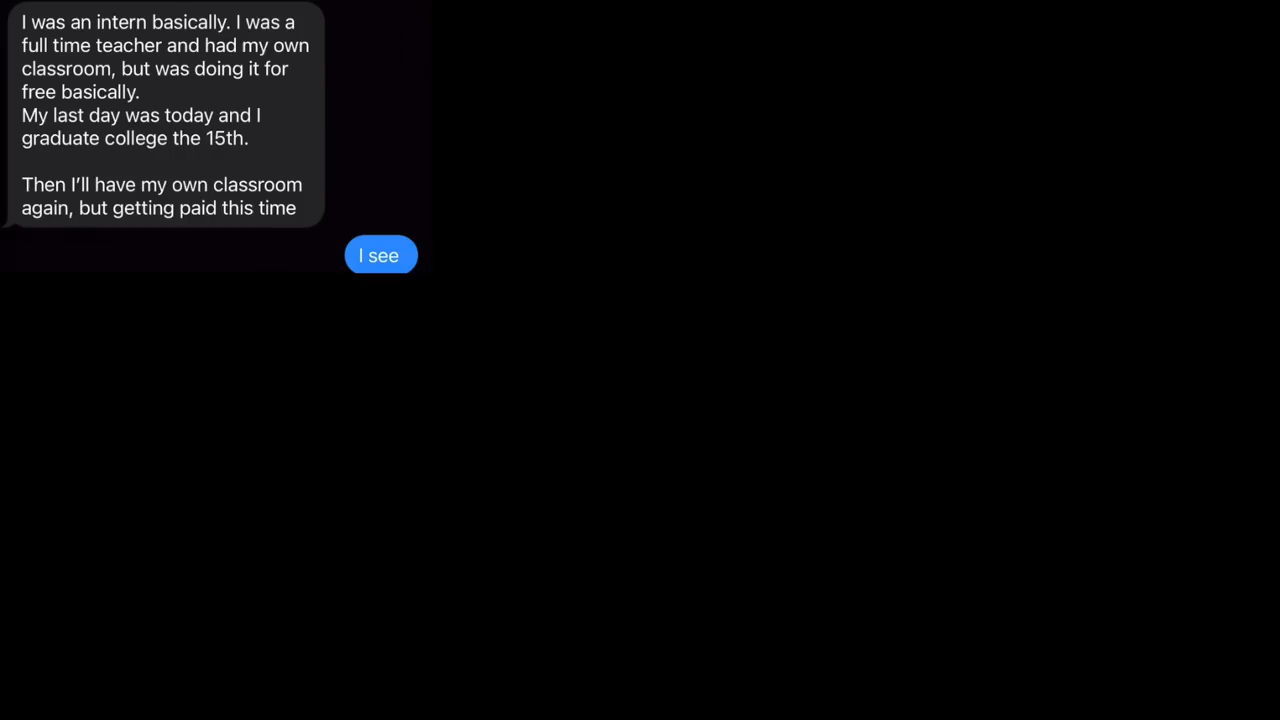 I was an intern basically. I was a
full time teacher and had my own
classroom, but was doing it for
free basically.
My last day was today and I
graduate college the 15th.
Then I’ll have my own classroom
again, but getting paid this time
I see